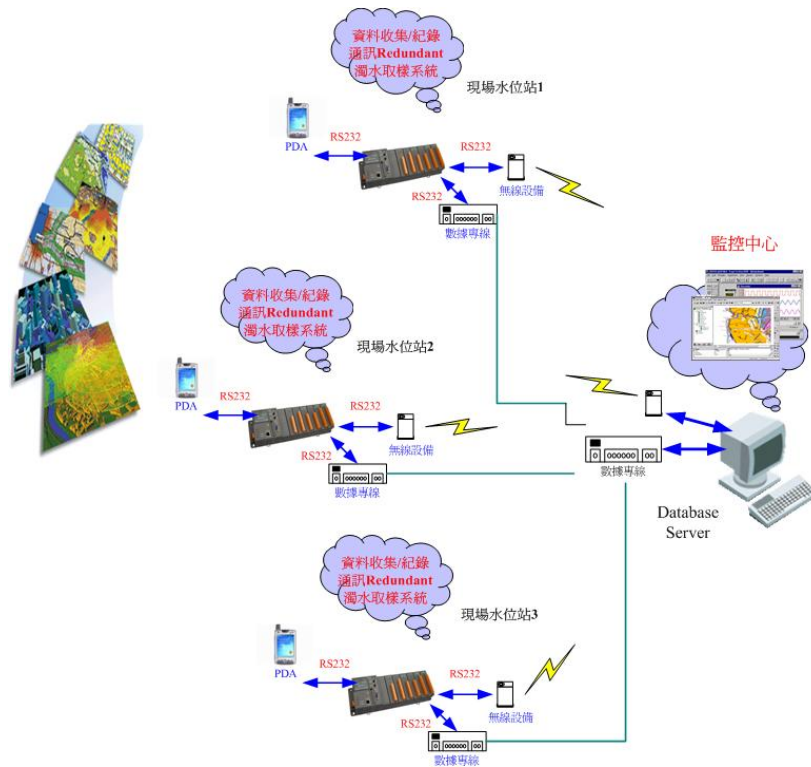 資料收集/紀錄
通訊Redundant
濁水取樣系統
現場水位站1
PDA
RS232
RS232
RS232
無線設備
數據專線
監控中心
資料收集/紀錄
通訊Redundant
濁水取樣系統
現場水位站2
PDA
RS232
RS232
RS232
無線設備
數據專線
數據專線
Database
Server
資料收集/紀錄
通訊Redundant
濁水取樣系統
現場水位站3
PDA
RS232
RS232
RS232
無線設備
數據專線